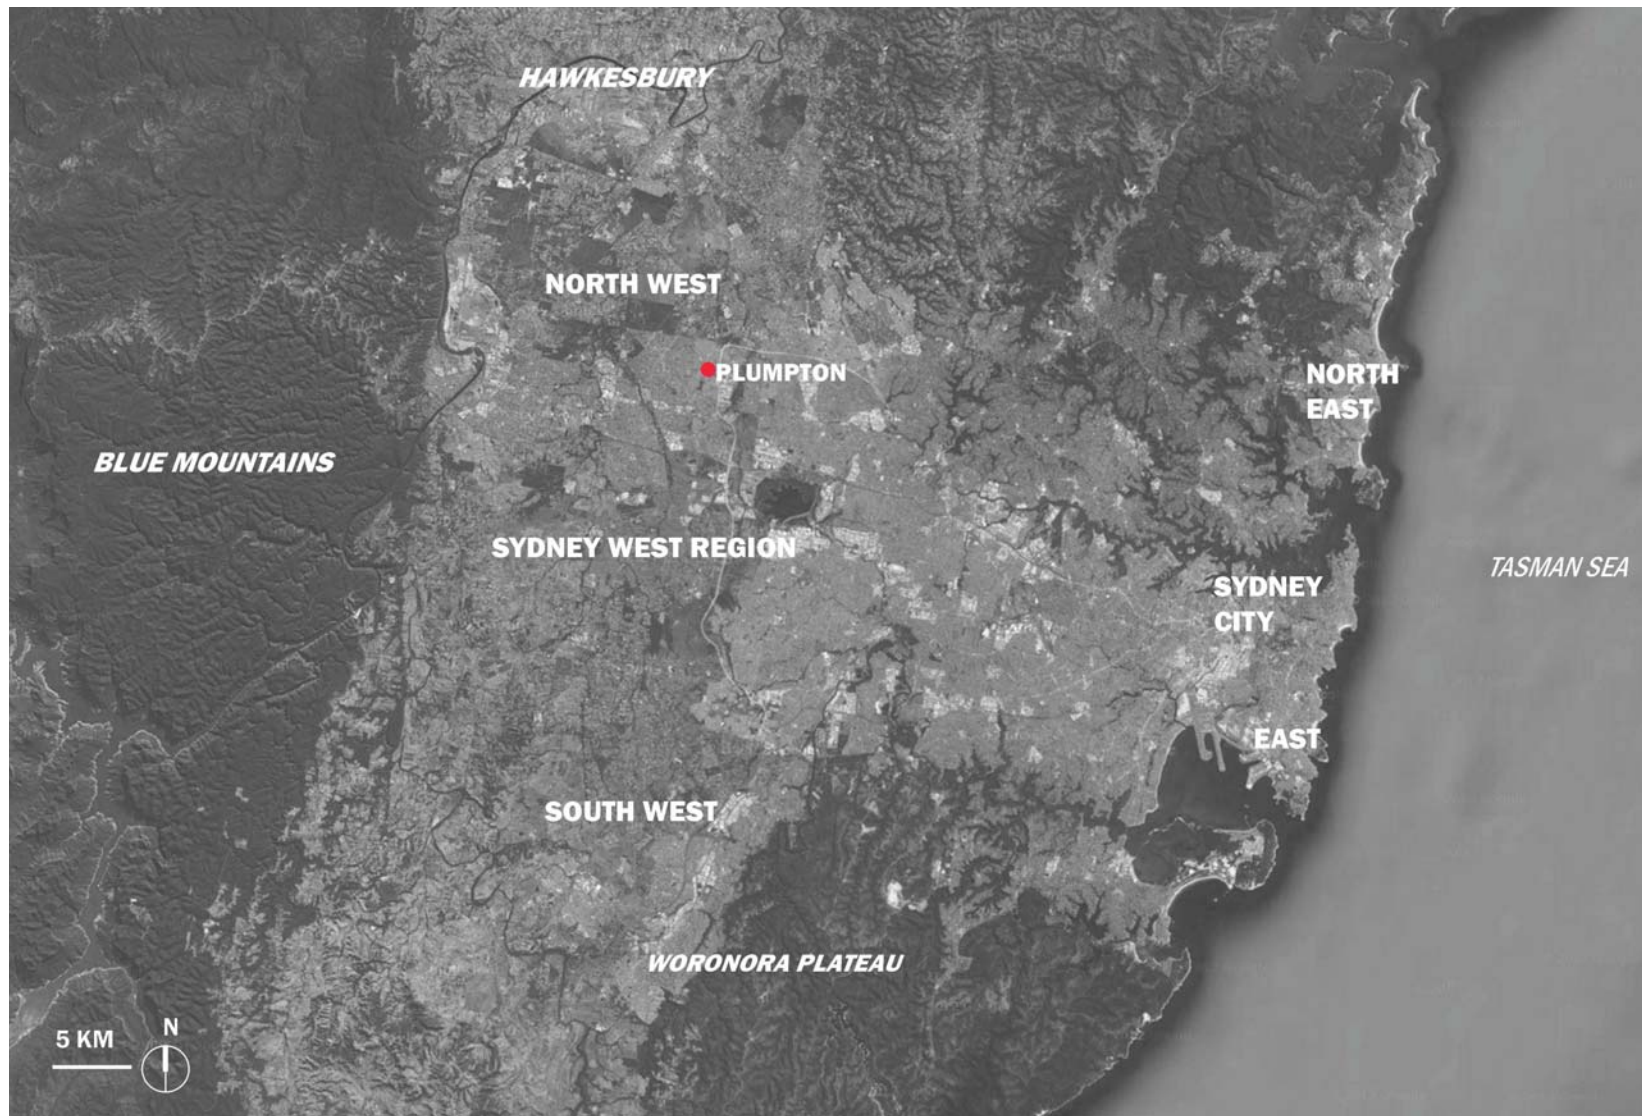 HAWKESBURY
NORTH WEST
PLUMPTON
NORTH
EAST
BLUE MOUNTAINS
SYDNEY WEST REGION
TASMAN SEA
SYDNEY
CITY
EAST
SOUTH WEST
WORONORA PLATEAU
5 KM
N